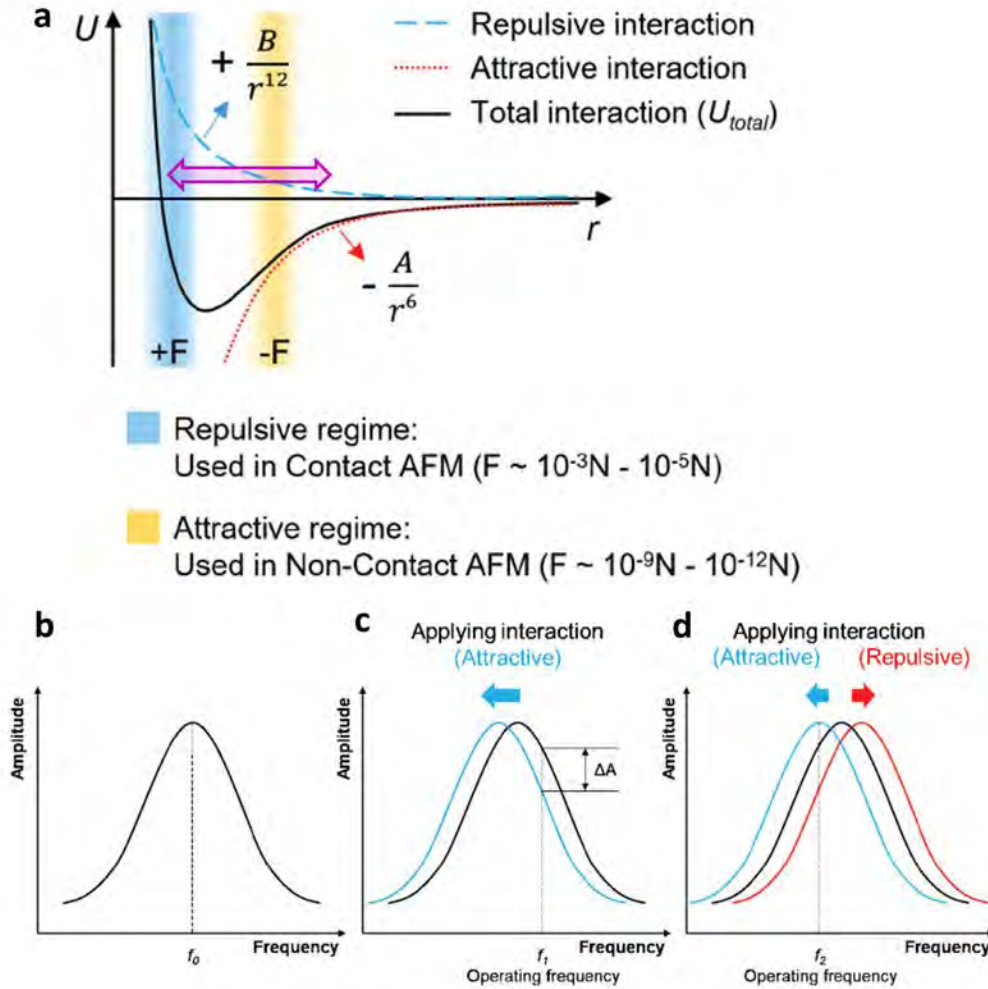 a
U
+ B/r¹²
Repulsive interaction
Attractive interaction
Total interaction (U_total)
r
- A/r⁶
+F
-F
Repulsive regime:
Used in Contact AFM (F ~ 10⁻³N - 10⁻⁵N)
Attractive regime:
Used in Non-Contact AFM (F ~ 10⁻⁹N - 10⁻¹²N)
b
Amplitude
f₀
Frequency
c
Applying interaction
(Attractive)
Amplitude
ΔA
Frequency
f₁
Operating frequency
d
Applying interaction
(Attractive) (Repulsive)
Amplitude
Frequency
f₂
Operating frequency